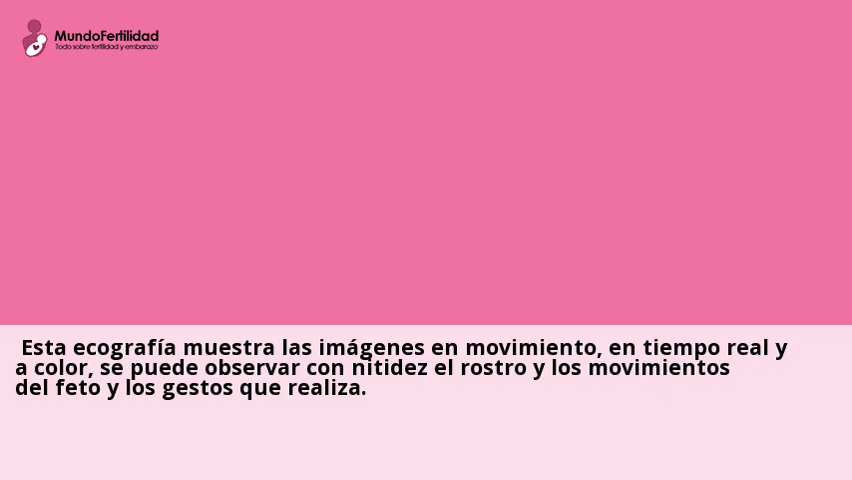 MundoFertilidad
Todo sobre fertilidad y embarazo
Esta ecografía muestra las imágenes en movimiento, en tiempo real y
a color, se puede observar con nitidez el rostro y los movimientos
del feto y los gestos que realiza.